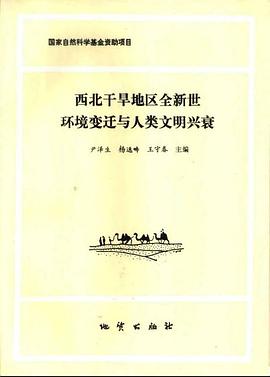 国家自然科学基金资助项目
西北干旱地区全新世
环境变迁与人类文明兴衰
尹泽生 杨逸畴 王守春 主编
地质出版社